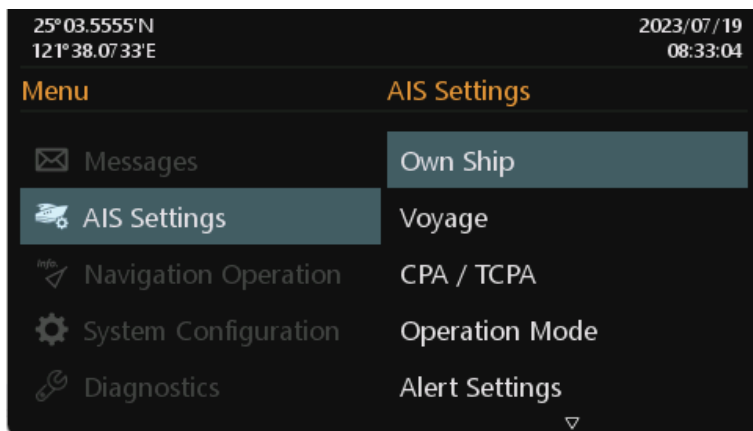 25°03.5555'N
2023/07/19
121°38.0733'E
08:33:04
Menu
AIS Settings
Messages
Own Ship
AIS Settings
Voyage
Info.
Navigation Operation
CPA / TCPA
System Configuration
Operation Mode
Diagnostics
Alert Settings